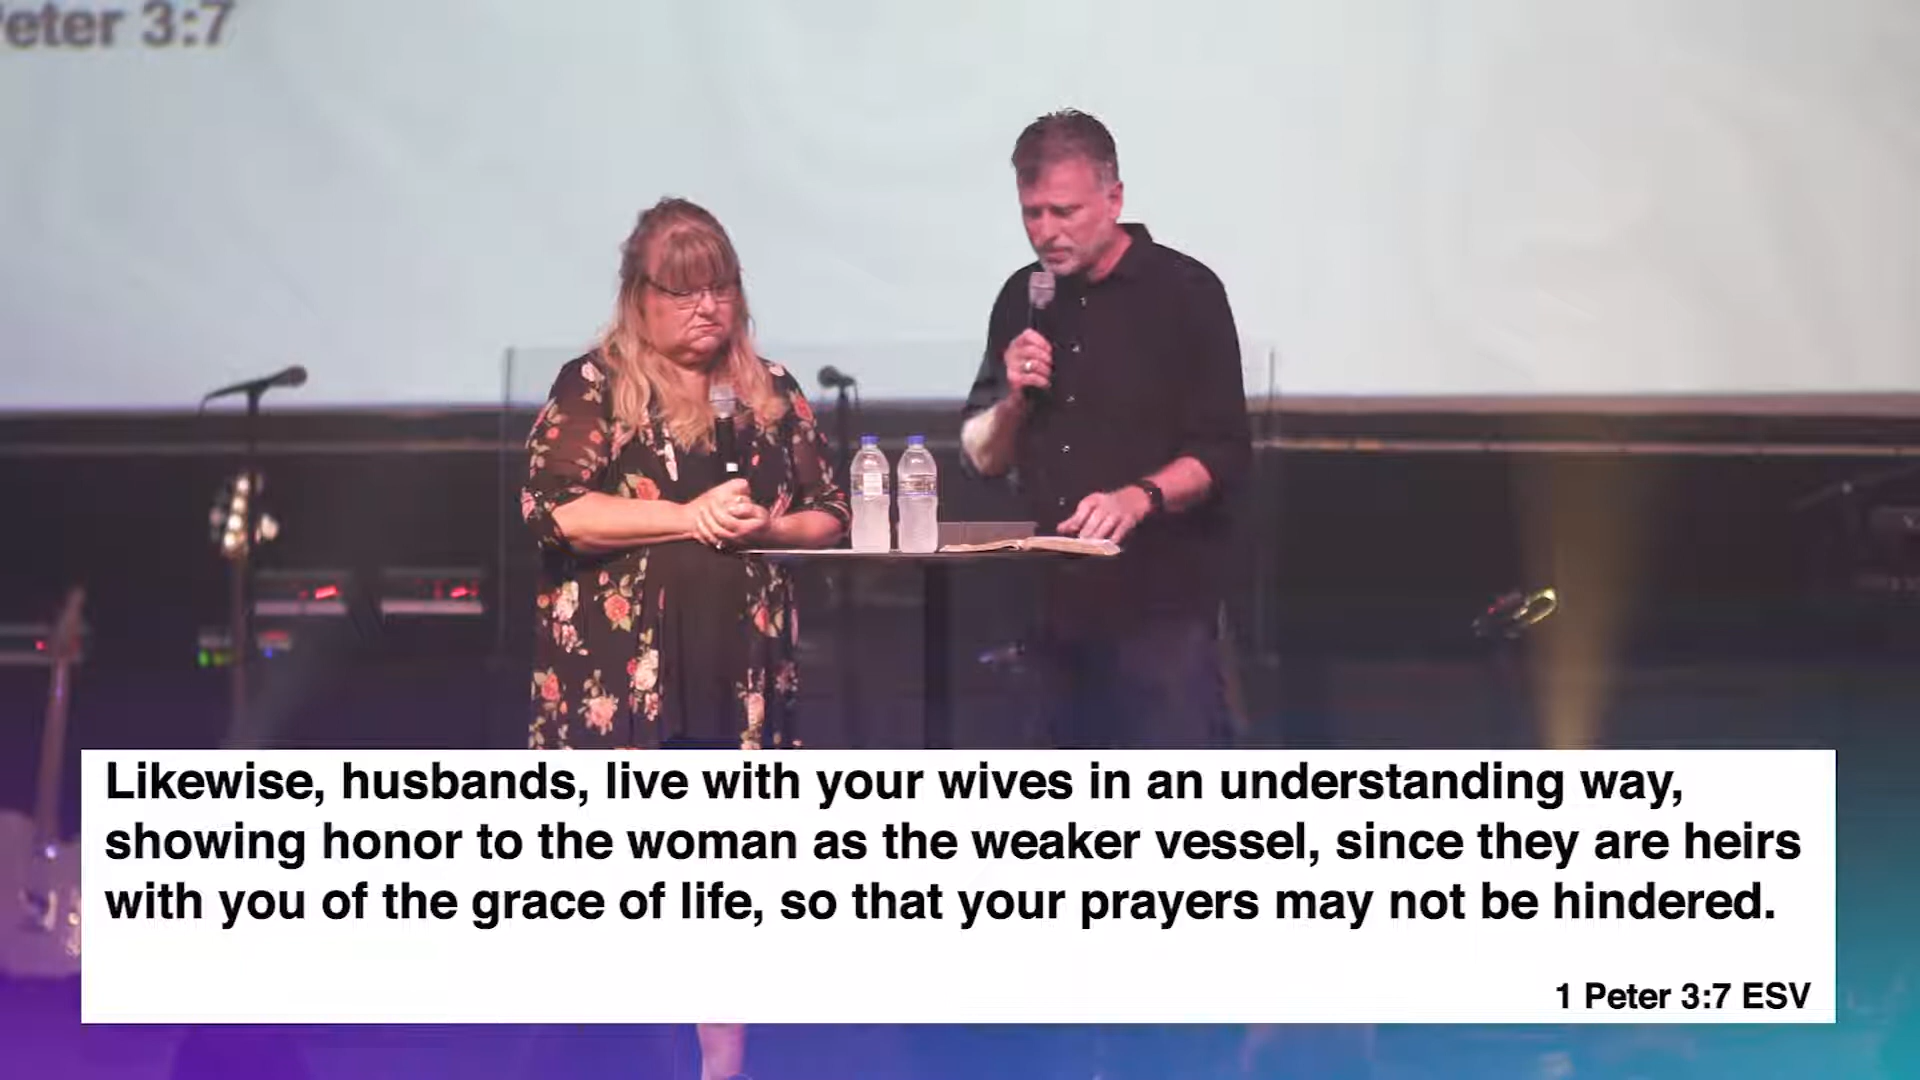 Peter 3:7
Likewise, husbands, live with your wives in an understanding way,
showing honor to the woman as the weaker vessel, since they are heirs
with you of the grace of life, so that your prayers may not be hindered.
1 Peter 3:7 ESV